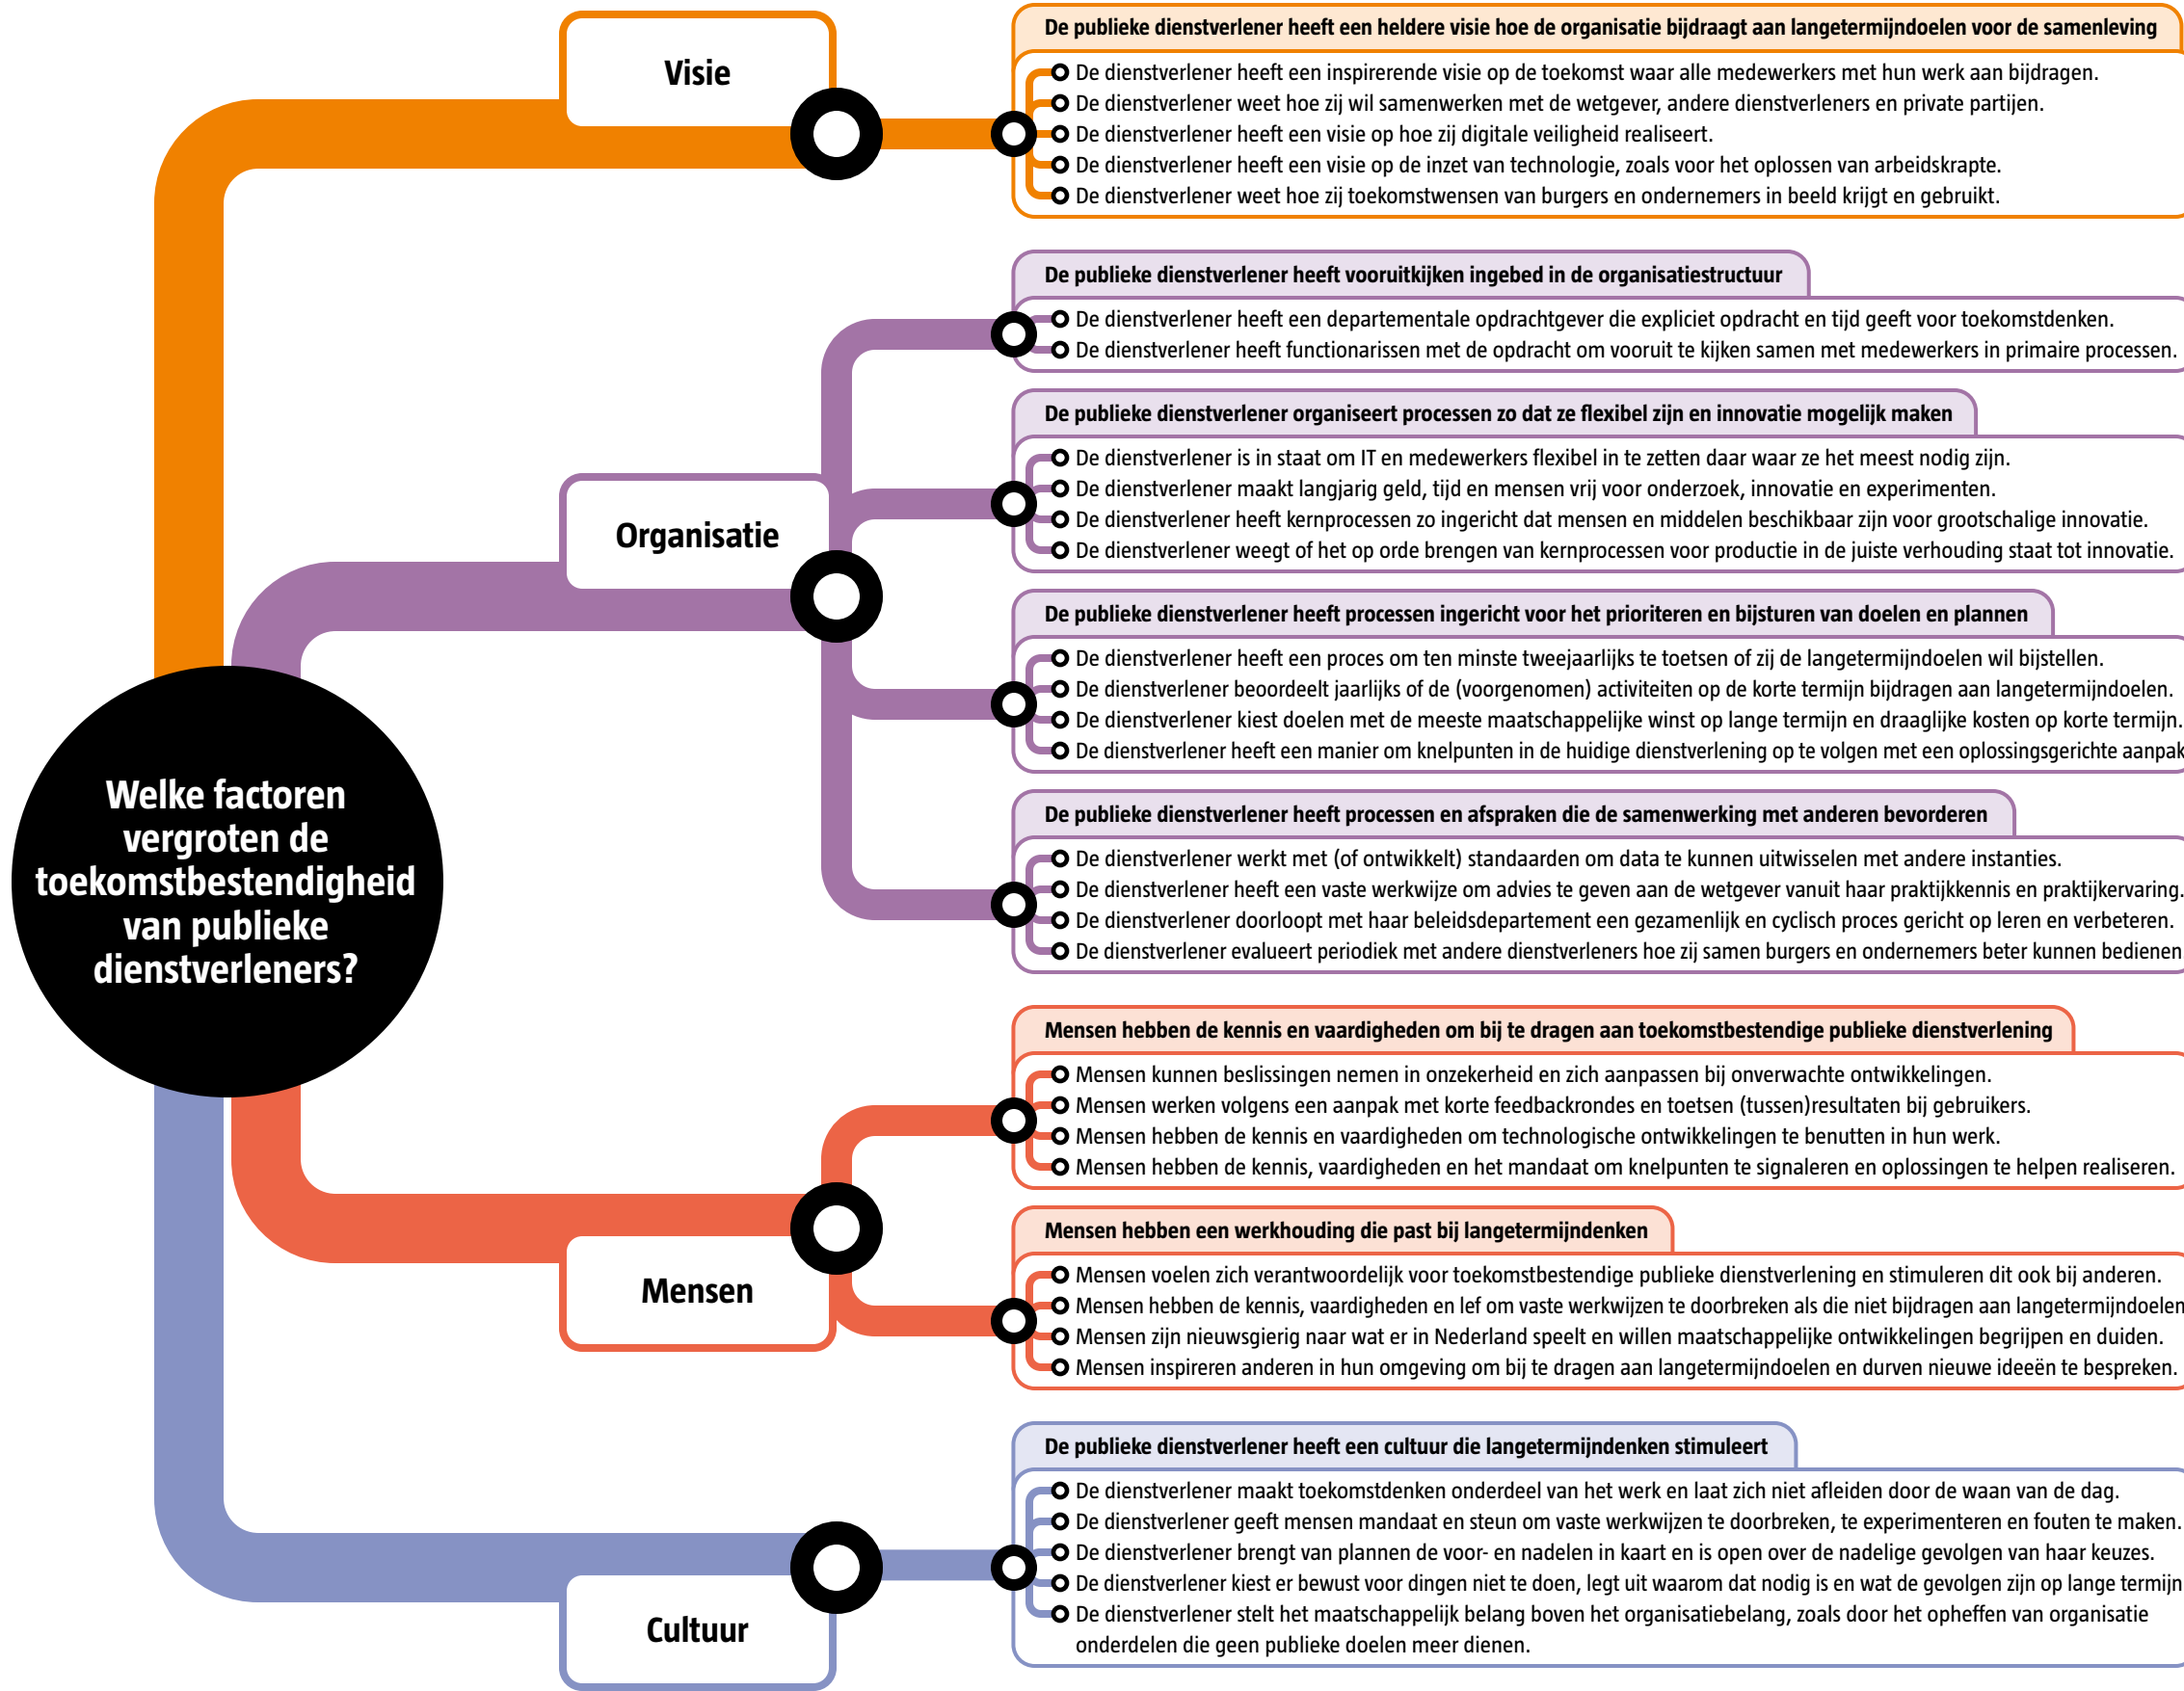 Welke factoren
vergroten de
toekomstbestendigheid
van publieke
dienstverleners?
Visie
De publieke dienstverlener heeft een heldere visie hoe de organisatie bijdraagt aan langetermijndoelen voor de samenleving
De dienstverlener heeft een inspirerende visie op de toekomst waar alle medewerkers met hun werk aan bijdragen.
De dienstverlener weet hoe zij wil samenwerken met de wetgever, andere dienstverleners en private partijen.
De dienstverlener heeft een visie op hoe zij digitale veiligheid realiseert.
De dienstverlener heeft een visie op de inzet van technologie, zoals voor het oplossen van arbeidskrapte.
De dienstverlener weet hoe zij toekomstwensen van burgers en ondernemers in beeld krijgt en gebruikt.
Organisatie
De publieke dienstverlener heeft vooruitkijken ingebed in de organisatiestructuur
De dienstverlener heeft een departementale opdrachtgever die expliciet opdracht en tijd geeft voor toekomstdenken.
De dienstverlener heeft functionarissen met de opdracht om vooruit te kijken samen met medewerkers in primaire processen.
De publieke dienstverlener organiseert processen zo dat ze flexibel zijn en innovatie mogelijk maken
De dienstverlener is in staat om IT en medewerkers flexibel in te zetten daar waar ze het meest nodig zijn.
De dienstverlener maakt langjarig geld, tijd en mensen vrij voor onderzoek, innovatie en experimenten.
De dienstverlener heeft kernprocessen zo ingericht dat mensen en middelen beschikbaar zijn voor grootschalige innovatie.
De dienstverlener weegt of het op orde brengen van kernprocessen voor productie in de juiste verhouding staat tot innovatie.
De publieke dienstverlener heeft processen ingericht voor het prioriteren en bijsturen van doelen en plannen
De dienstverlener heeft een proces om ten minste tweejaarlijks te toetsen of zij de langetermijndoelen wil bijstellen.
De dienstverlener beoordeelt jaarlijks of de (voorgenomen) activiteiten op de korte termijn bijdragen aan langetermijndoelen.
De dienstverlener kiest doelen met de meeste maatschappelijke winst op lange termijn en draaglijke kosten op korte termijn.
De dienstverlener heeft een manier om knelpunten in de huidige dienstverlening op te volgen met een oplossingsgerichte aanpak
De publieke dienstverlener heeft processen en afspraken die de samenwerking met anderen bevorderen
De dienstverlener werkt met (of ontwikkelt) standaarden om data te kunnen uitwisselen met andere instanties.
De dienstverlener heeft een vaste werkwijze om advies te geven aan de wetgever vanuit haar praktijkkennis en praktijkervaring.
De dienstverlener doorloopt met haar beleidsdepartement een gezamenlijk en cyclisch proces gericht op leren en verbeteren.
De dienstverlener evalueert periodiek met andere dienstverleners hoe zij samen burgers en ondernemers beter kunnen bedienen
Mensen
Mensen hebben de kennis en vaardigheden om bij te dragen aan toekomstbestendige publieke dienstverlening
Mensen kunnen beslissingen nemen in onzekerheid en zich aanpassen bij onverwachte ontwikkelingen.
Mensen werken volgens een aanpak met korte feedbackrondes en toetsen (tussen)resultaten bij gebruikers.
Mensen hebben de kennis en vaardigheden om technologische ontwikkelingen te benutten in hun werk.
Mensen hebben de kennis, vaardigheden en het mandaat om knelpunten te signaleren en oplossingen te helpen realiseren.
Mensen hebben een werkhouding die past bij langetermijndenken
Mensen voelen zich verantwoordelijk voor toekomstbestendige publieke dienstverlening en stimuleren dit ook bij anderen.
Mensen hebben de kennis, vaardigheden en lef om vaste werkwijzen te doorbreken als die niet bijdragen aan langetermijndoelen
Mensen zijn nieuwsgierig naar wat er in Nederland speelt en willen maatschappelijke ontwikkelingen begrijpen en duiden.
Mensen inspireren anderen in hun omgeving om bij te dragen aan langetermijndoelen en durven nieuwe ideeën te bespreken.
Cultuur
De publieke dienstverlener heeft een cultuur die langetermijndenken stimuleert
De dienstverlener maakt toekomstdenken onderdeel van het werk en laat zich niet afleiden door de waan van de dag.
De dienstverlener geeft mensen mandaat en steun om vaste werkwijzen te doorbreken, te experimenteren en fouten te maken.
De dienstverlener brengt van plannen de voor- en nadelen in kaart en is open over de nadelige gevolgen van haar keuzes.
De dienstverlener kiest er bewust voor dingen niet te doen, legt uit waarom dat nodig is en wat de gevolgen zijn op lange termijn
De dienstverlener stelt het maatschappelijk belang boven het organisatiebelang, zoals door het opheffen van organisatie
onderdelen die geen publieke doelen meer dienen.